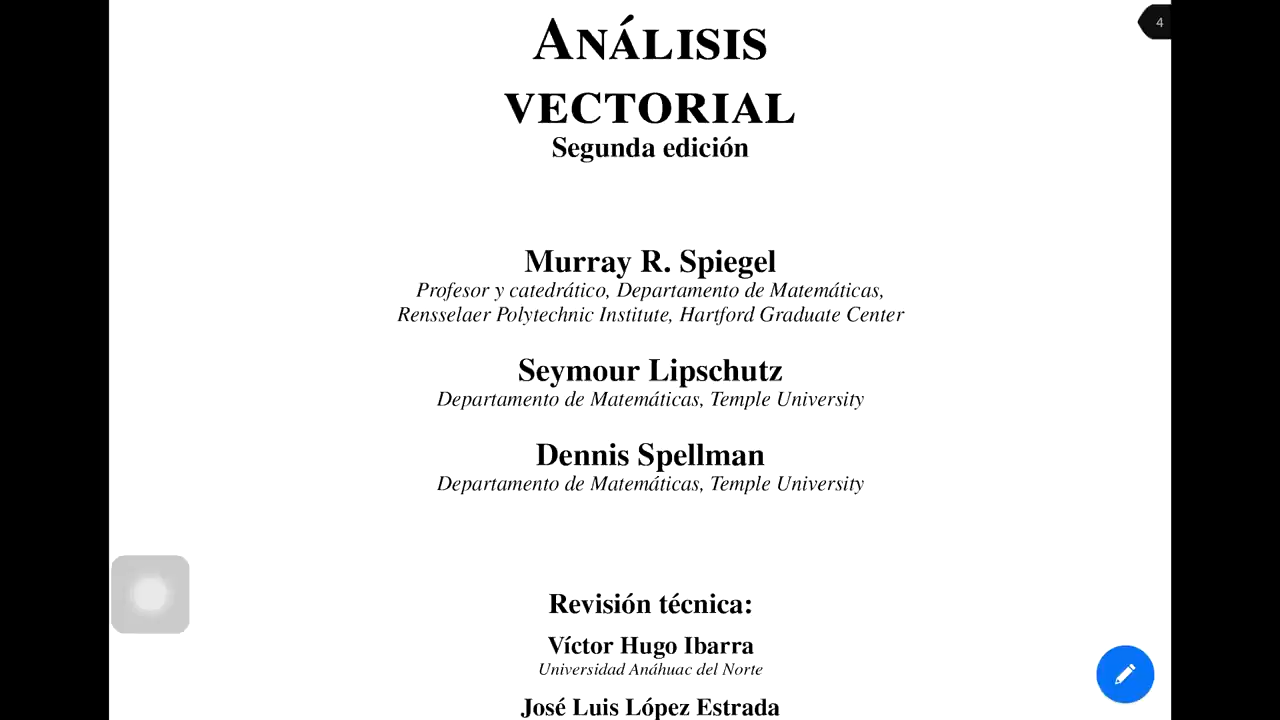 4
ANÁLISIS
VECTORIAL
Segunda edición
Murray R. Spiegel
Profesor y catedrático, Departamento de Matemáticas,
Rensselaer Polytechnic Institute, Hartford Graduate Center
Seymour Lipschutz
Departamento de Matemáticas, Temple University
Dennis Spellman
Departamento de Matemáticas, Temple University
Revisión técnica:
Víctor Hugo Ibarra
Universidad Anáhuac del Norte
José Luis López Estrada